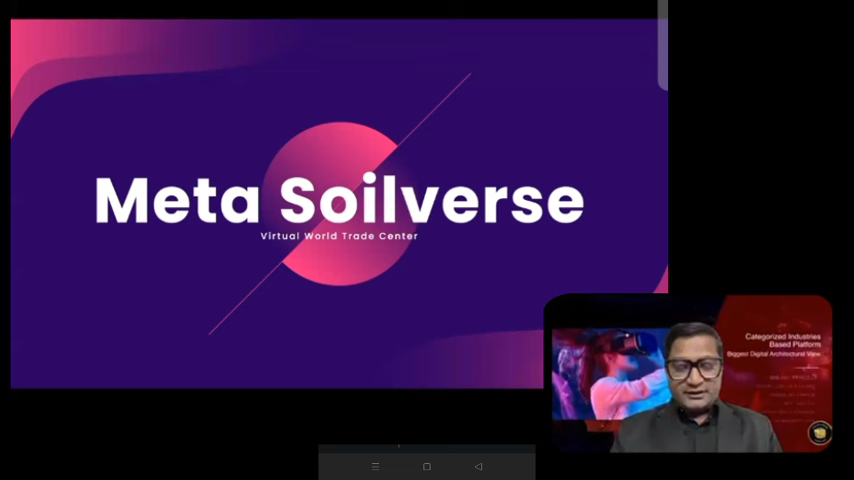 Meta Soilverse
Virtual World Trade Center
Categorized Industries
Based Platform
Biggest Digital Architectural View